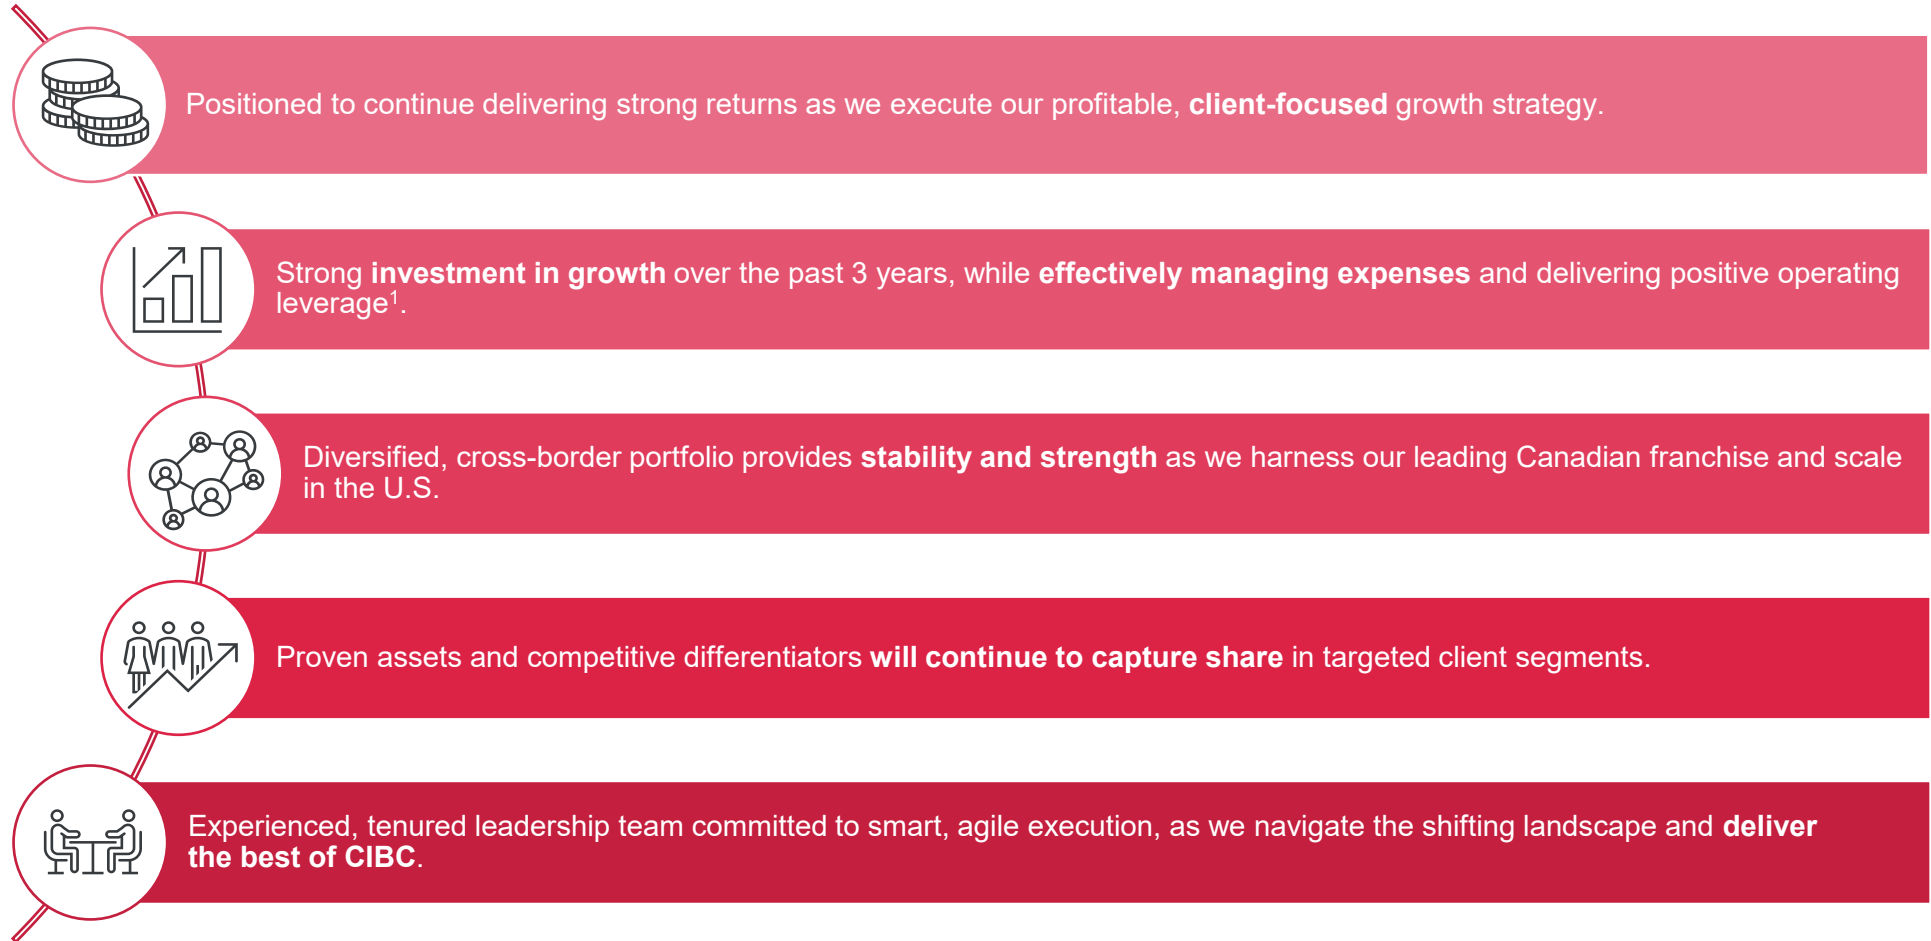 Positioned to continue delivering strong returns as we execute our profitable, client-focused growth strategy.
Strong investment in growth over the past 3 years, while effectively managing expenses and delivering positive operating
leverage¹.
Diversified, cross-border portfolio provides stability and strength as we harness our leading Canadian franchise and scale
in the U.S.
Proven assets and competitive differentiators will continue to capture share in targeted client segments.
Experienced, tenured leadership team committed to smart, agile execution, as we navigate the shifting landscape and deliver
the best of CIBC.